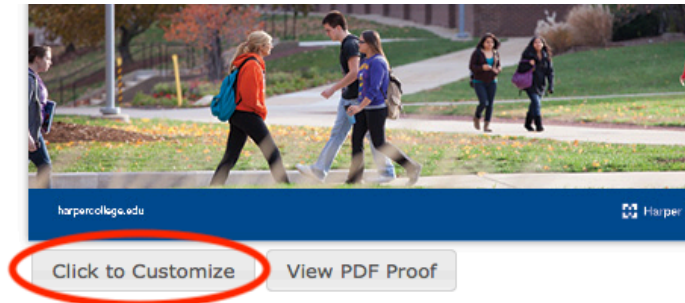 harpercollege.edu
Harper
Click to Customize
View PDF Proof